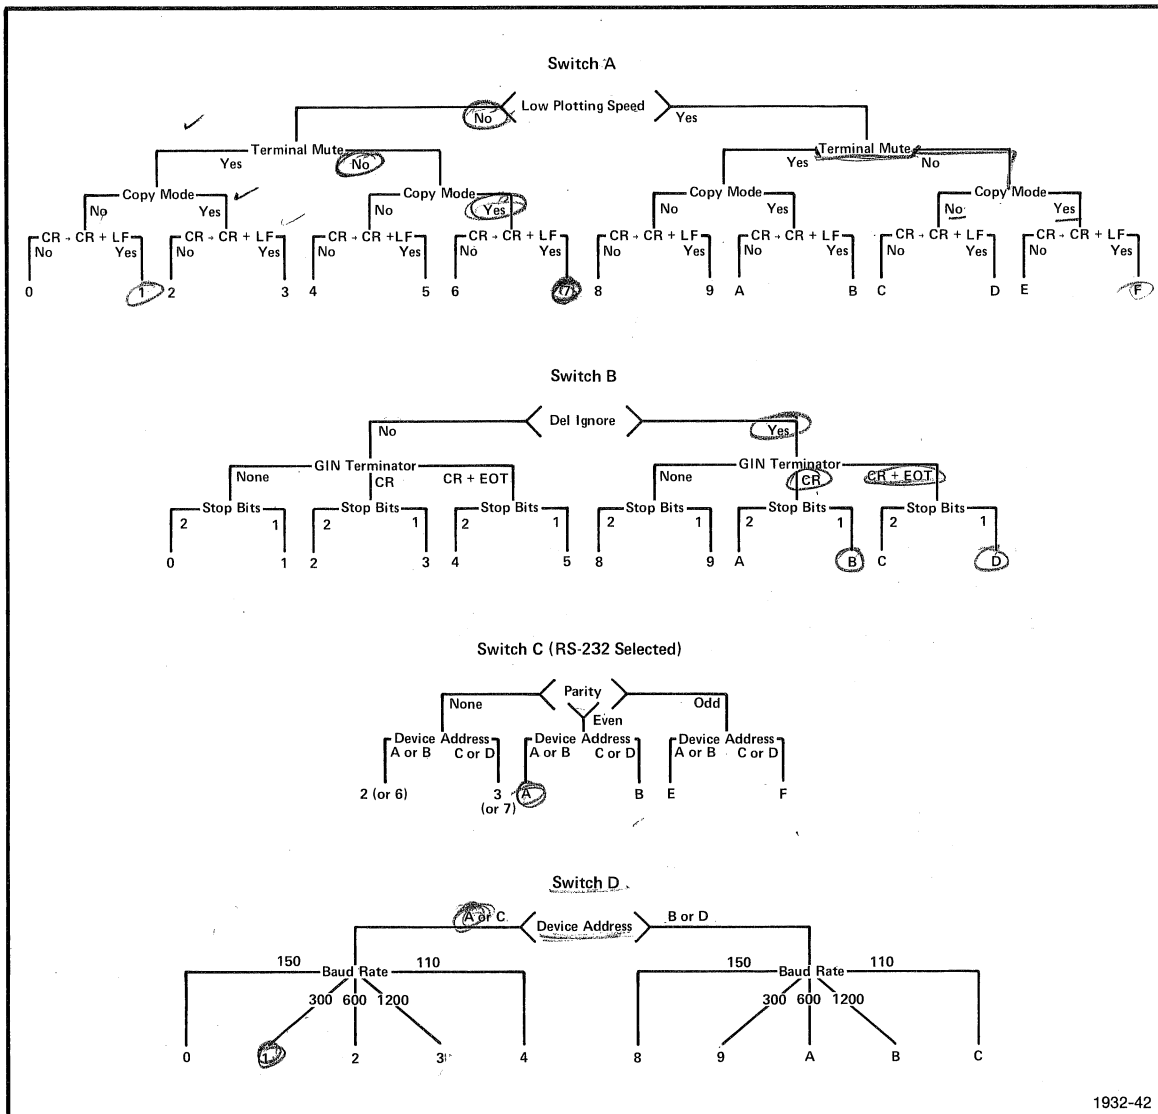 Switch A
Low Plotting Speed
No Yes
Terminal Mute Terminal Mute
Yes No Yes No
Copy Mode Copy Mode Copy Mode Copy Mode
No Yes No Yes No Yes No Yes
CR → CR + LF CR → CR + LF CR → CR +LF CR → CR + LF CR → CR + LF CR → CR + LF CR → CR + LF CR → CR + LF
No Yes No Yes No Yes No Yes No Yes No Yes No Yes No Yes
0 1 2 3 4 5 6 7 8 9 A B C D E F
Switch B
Del Ignore
No Yes
GIN Terminator GIN Terminator
None CR CR + EOT None CR CR + EOT
Stop Bits Stop Bits Stop Bits Stop Bits Stop Bits Stop Bits
2 1 2 1 2 1 2 1 2 1 2 1
0 1 2 3 4 5 8 9 A B C D
Switch C (RS-232 Selected)
Parity
None Even Odd
Device Address Device Address Device Address
A or B C or D A or B C or D A or B C or D
2 (or 6) 3 A B E F
(or 7)
Switch D
A or C Device Address B or D
150 Baud Rate 110 150 Baud Rate 110
300 600 1200 300 600 1200
0 1 2 3 4 8 9 A B C
1932-42